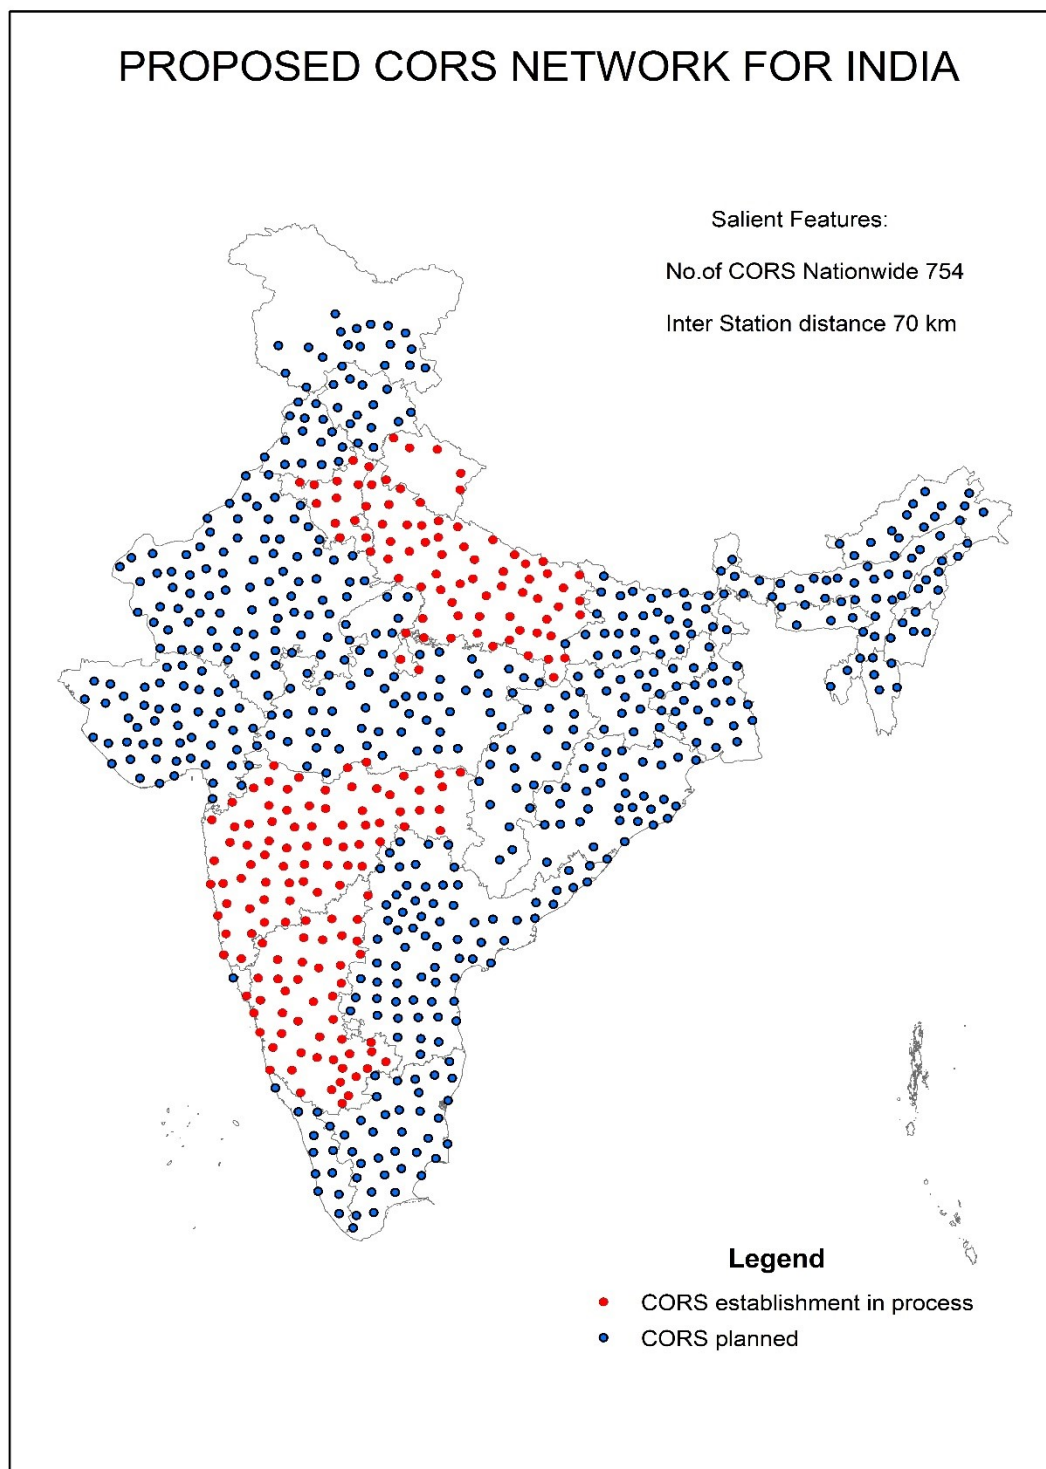 PROPOSED CORS NETWORK FOR INDIA
Salient Features:
No.of CORS Nationwide 754
Inter Station distance 70 km
Legend
CORS establishment in process
CORS planned